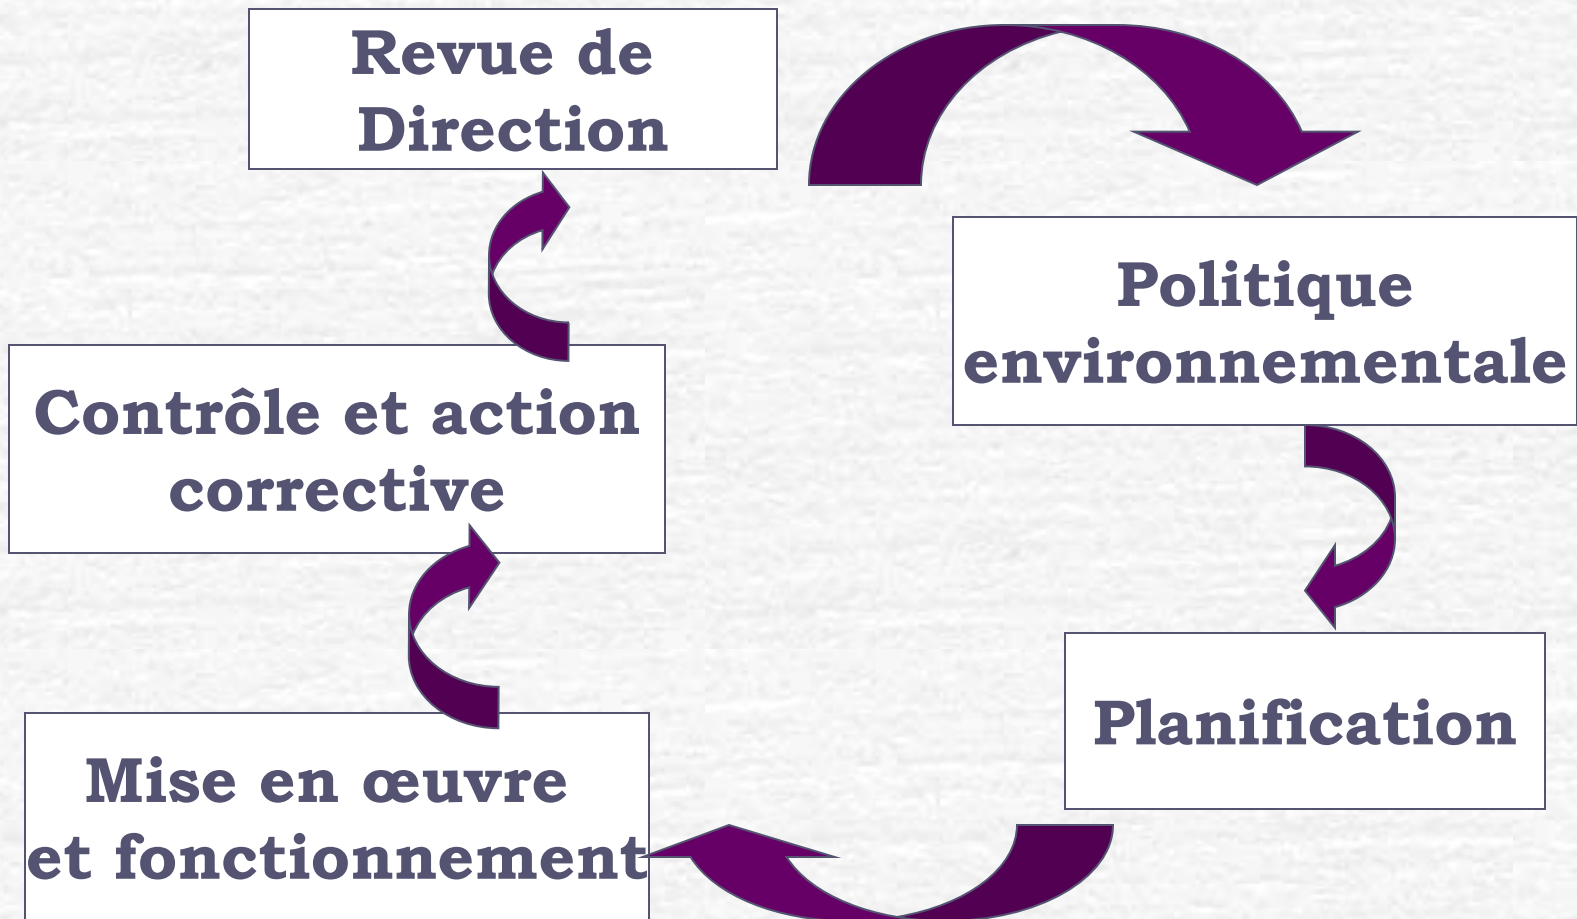 Revue de
Direction
Politique
environnementale
Contrôle et action
corrective
Planification
Mise en œuvre
et fonctionnement